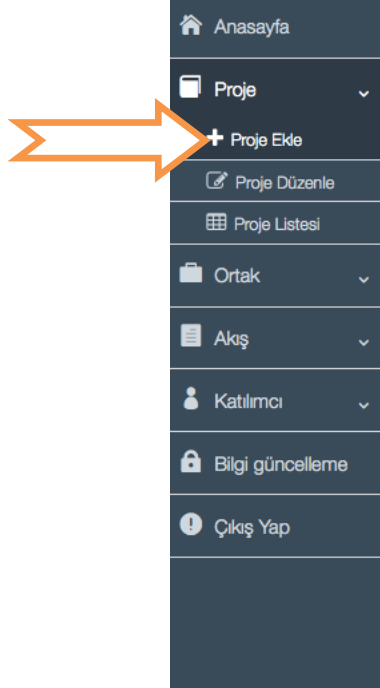 Anasayfa
Proje
Proje Ekle
Proje Düzenle
Proje Listesi
Ortak
Akış
Katılımcı
Bilgi güncelleme
Çıkış Yap